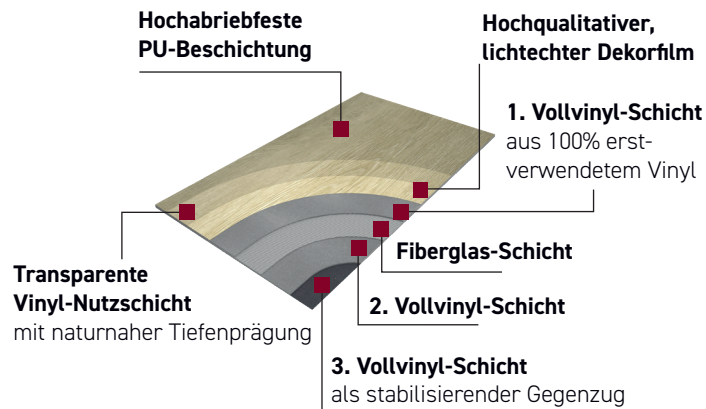 Hochabriebfeste
PU-Beschichtung
Hochqualitativer,
lichtechter Dekorfilm
1. Vollvinyl-Schicht
aus 100% erst-
verwendetem Vinyl
Fiberglas-Schicht
Transparente
Vinyl-Nutzschicht
mit naturnaher Tiefenprägung
2. Vollvinyl-Schicht
3. Vollvinyl-Schicht
als stabilisierender Gegenzug